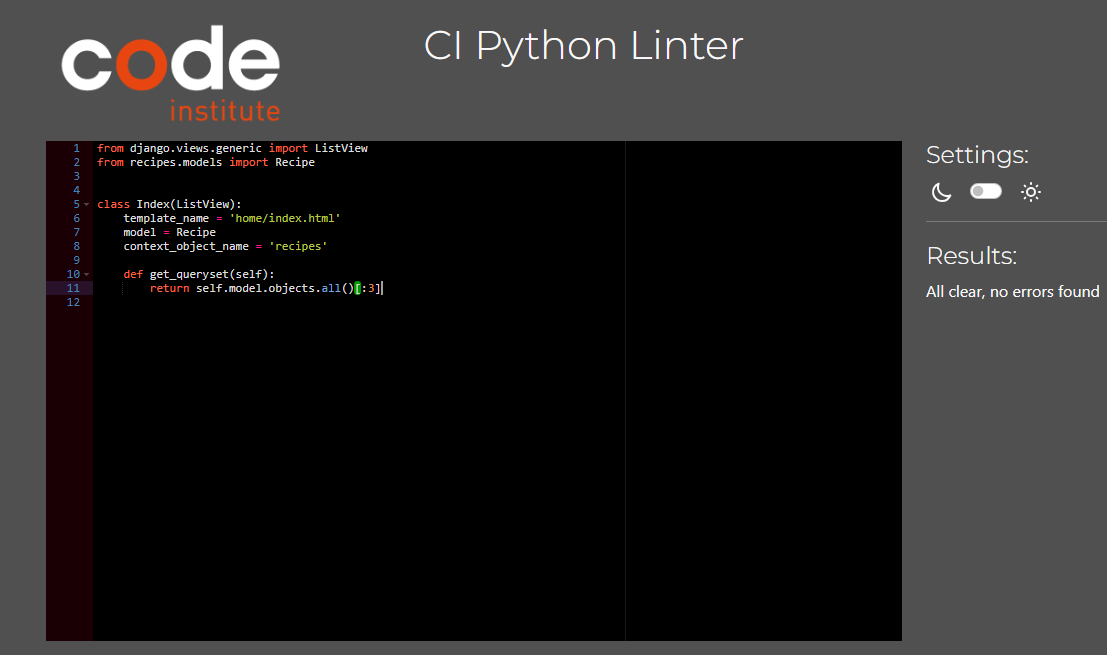 code
institute
CI Python Linter
1 from django.views.generic import ListView
2 from recipes.models import Recipe
3
4
5 class Index(ListView):
6     template_name = 'home/index.html'
7     model = Recipe
8     context_object_name = 'recipes'
9
10     def get_queryset(self):
11         return self.model.objects.all()[:3]
12
Settings:
Results:
All clear, no errors found